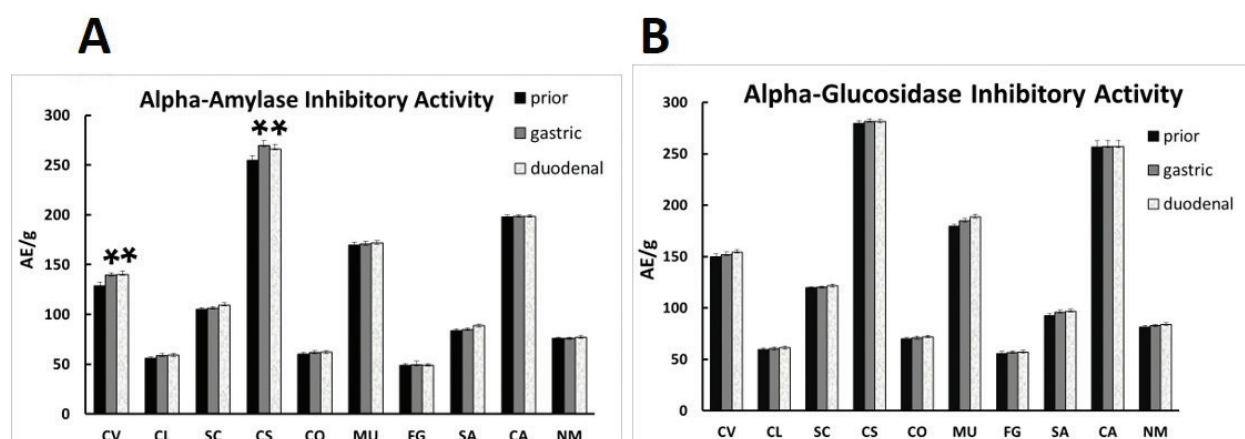 A
Alpha-Amylase Inhibitory Activity
prior
gastric
duodenal
AE/g
300
250
200
150
100
50
0
**
**
CV CL SC CS CO MU FG SA CA NM
B
Alpha-Glucosidase Inhibitory Activity
prior
gastric
duodenal
AE/g
300
250
200
150
100
50
0
CV CL SC CS CO MU FG SA CA NM